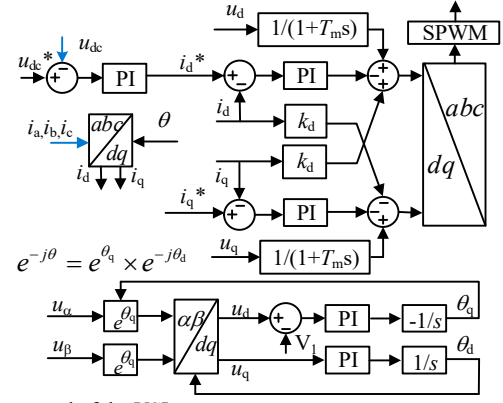 u_d
1/(1+T_m s)
SPWM
u_dc
u_dc*
u_dc
PI
i_d*
PI
i_a,i_b,i_c
abc
dq
θ
i_d
i_q
i_d
k_d
i_q
k_d
abc
dq
i_q*
PI
u_q
1/(1+T_m s)
e^{-jθ} = e^{θ_q} × e^{-jθ_d}
u_α
e^{θ_q}
αβ
dq
u_d
V_1
PI
-1/s
θ_q
u_β
e^{θ_q}
u_q
PI
1/s
θ_d